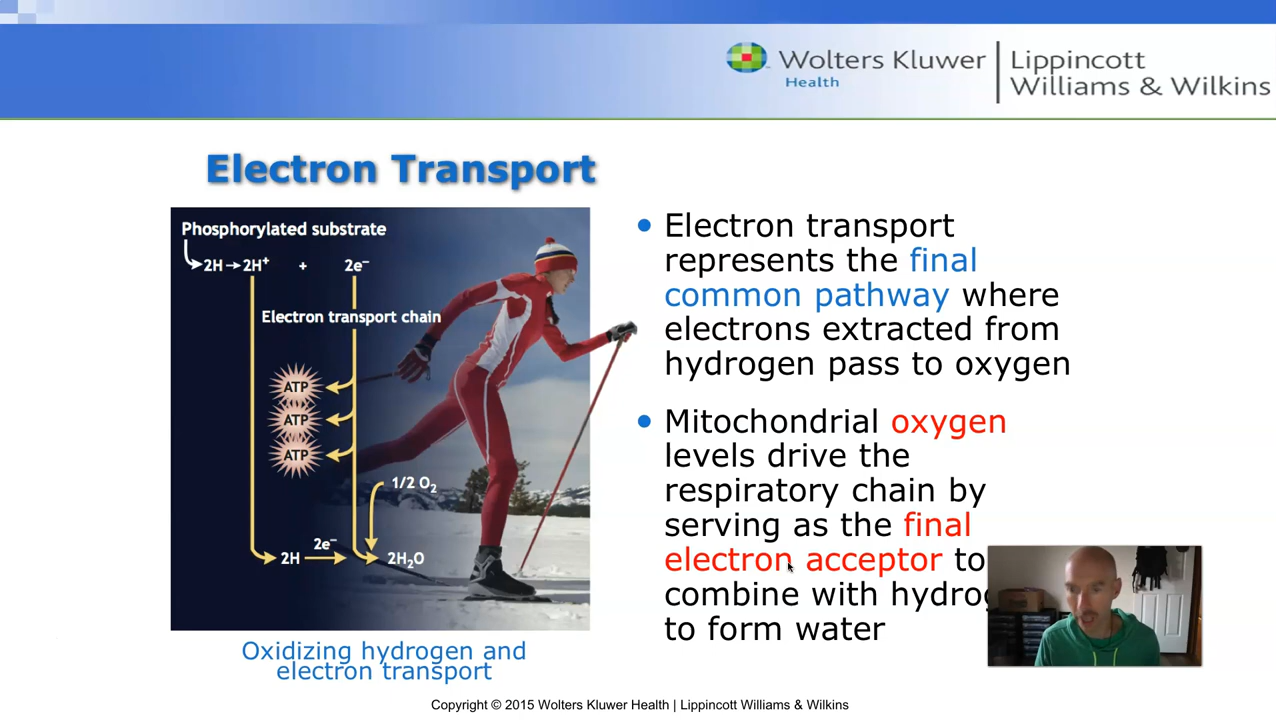 Wolters Kluwer
Health
Lippincott
Williams & Wilkins
Electron Transport
Phosphorylated substrate
2H → 2H⁺ + 2e⁻
Electron transport chain
ATP
ATP
ATP
1/2 O₂
2e⁻
2H
2H₂O
Oxidizing hydrogen and
electron transport
• Electron transport
represents the final
common pathway where
electrons extracted from
hydrogen pass to oxygen
• Mitochondrial oxygen
levels drive the
respiratory chain by
serving as the final
electron acceptor to
combine with
to form water
Copyright © 2015 Wolters Kluwer Health | Lippincott Williams & Wilkins